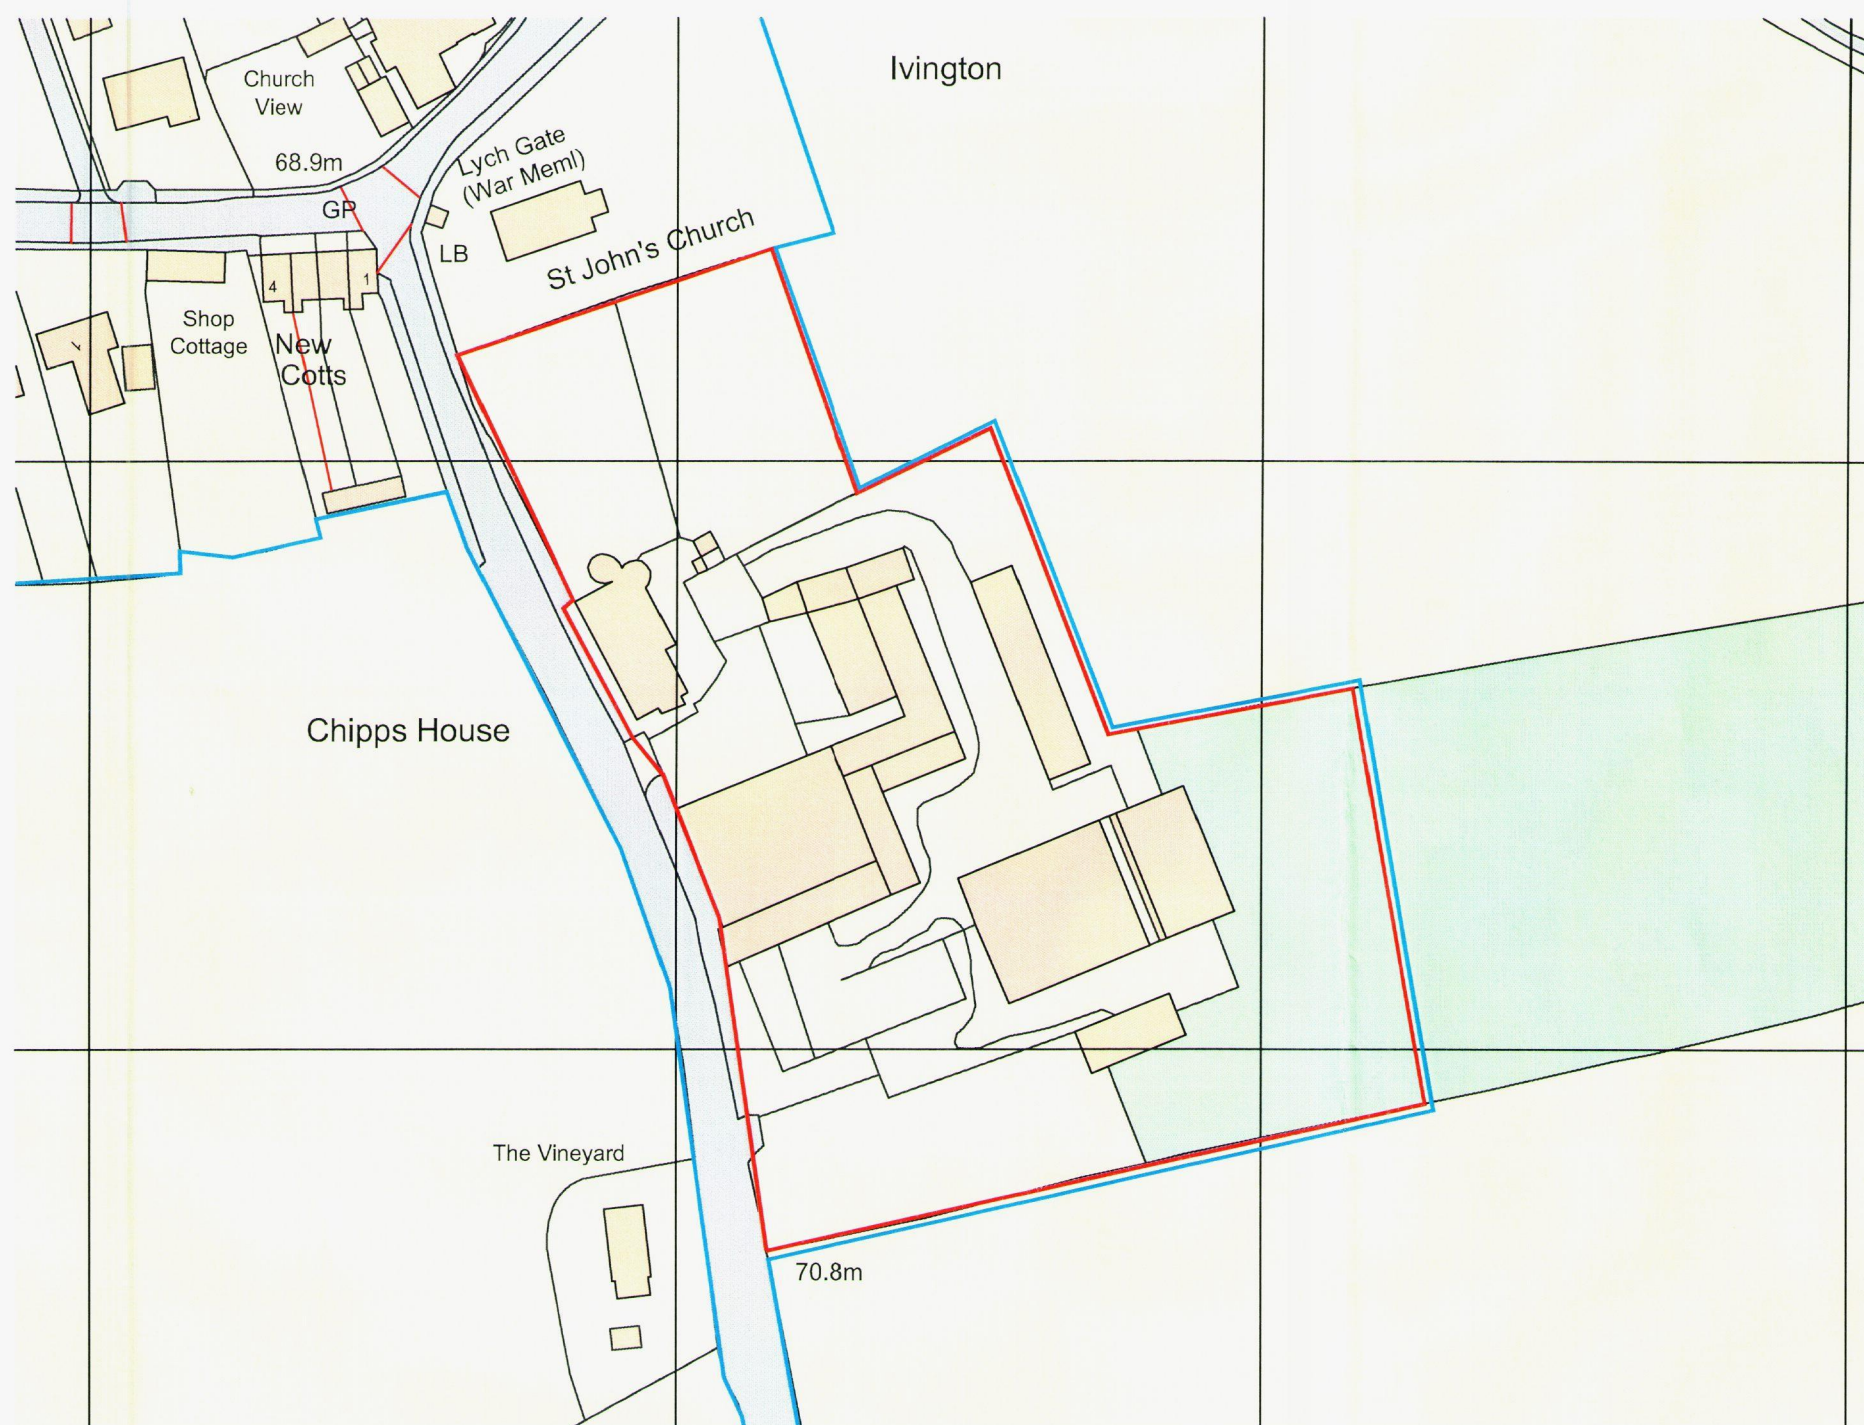 Ivington
Church
View
68.9m
Lych Gate
(War Meml)
GP
LB
St John's Church
4
1
Shop
Cottage
New
Cotts
Chipps House
The Vineyard
70.8m